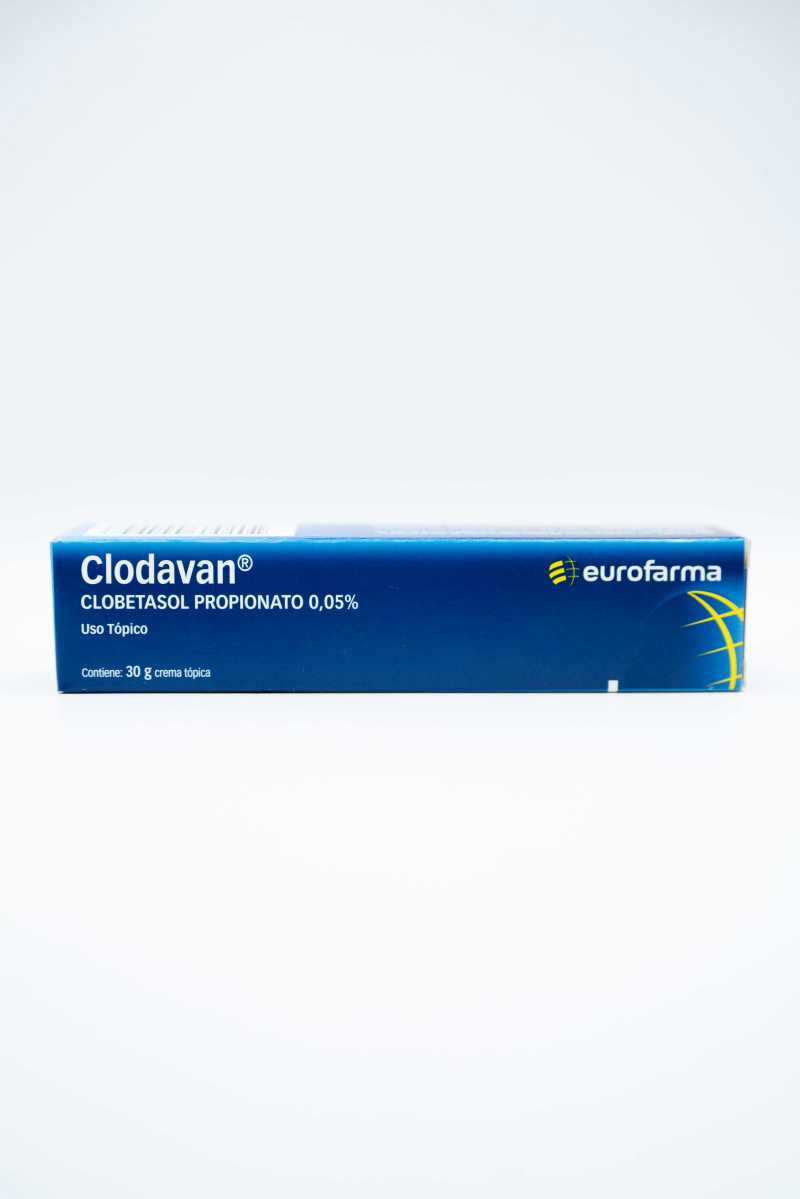 Clodavan®
CLOBETASOL PROPIONATO 0,05%
Uso Tópico
Contiene: 30 g crema tópica
eurofarma